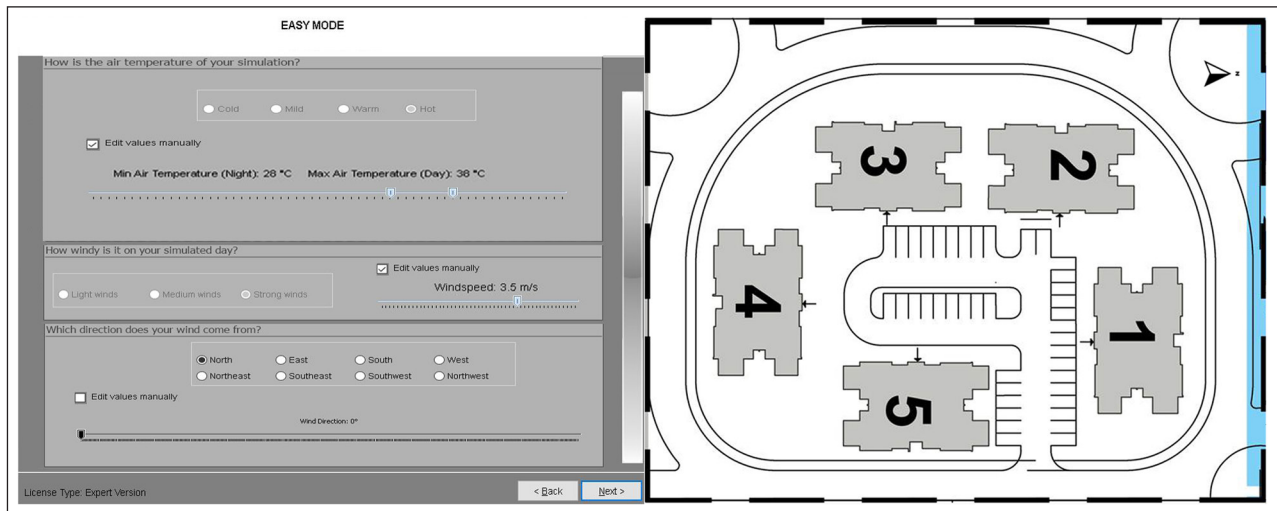 EASY MODE
How is the air temperature of your simulation?
Cold Mild Warm Hot
Edit values manually
Min Air Temperature (Night): 28 °C Max Air Temperature (Day): 38 °C
How windy is it on your simulated day?
Edit values manually
Windspeed: 3.5 m/s
Light winds Medium winds Strong winds
Which direction does your wind come from?
North East South West
Northeast Southeast Southwest Northwest
Edit values manually
Wind Direction: 0°
License Type: Expert Version
< Back Next >
N
3 2
4 1
5